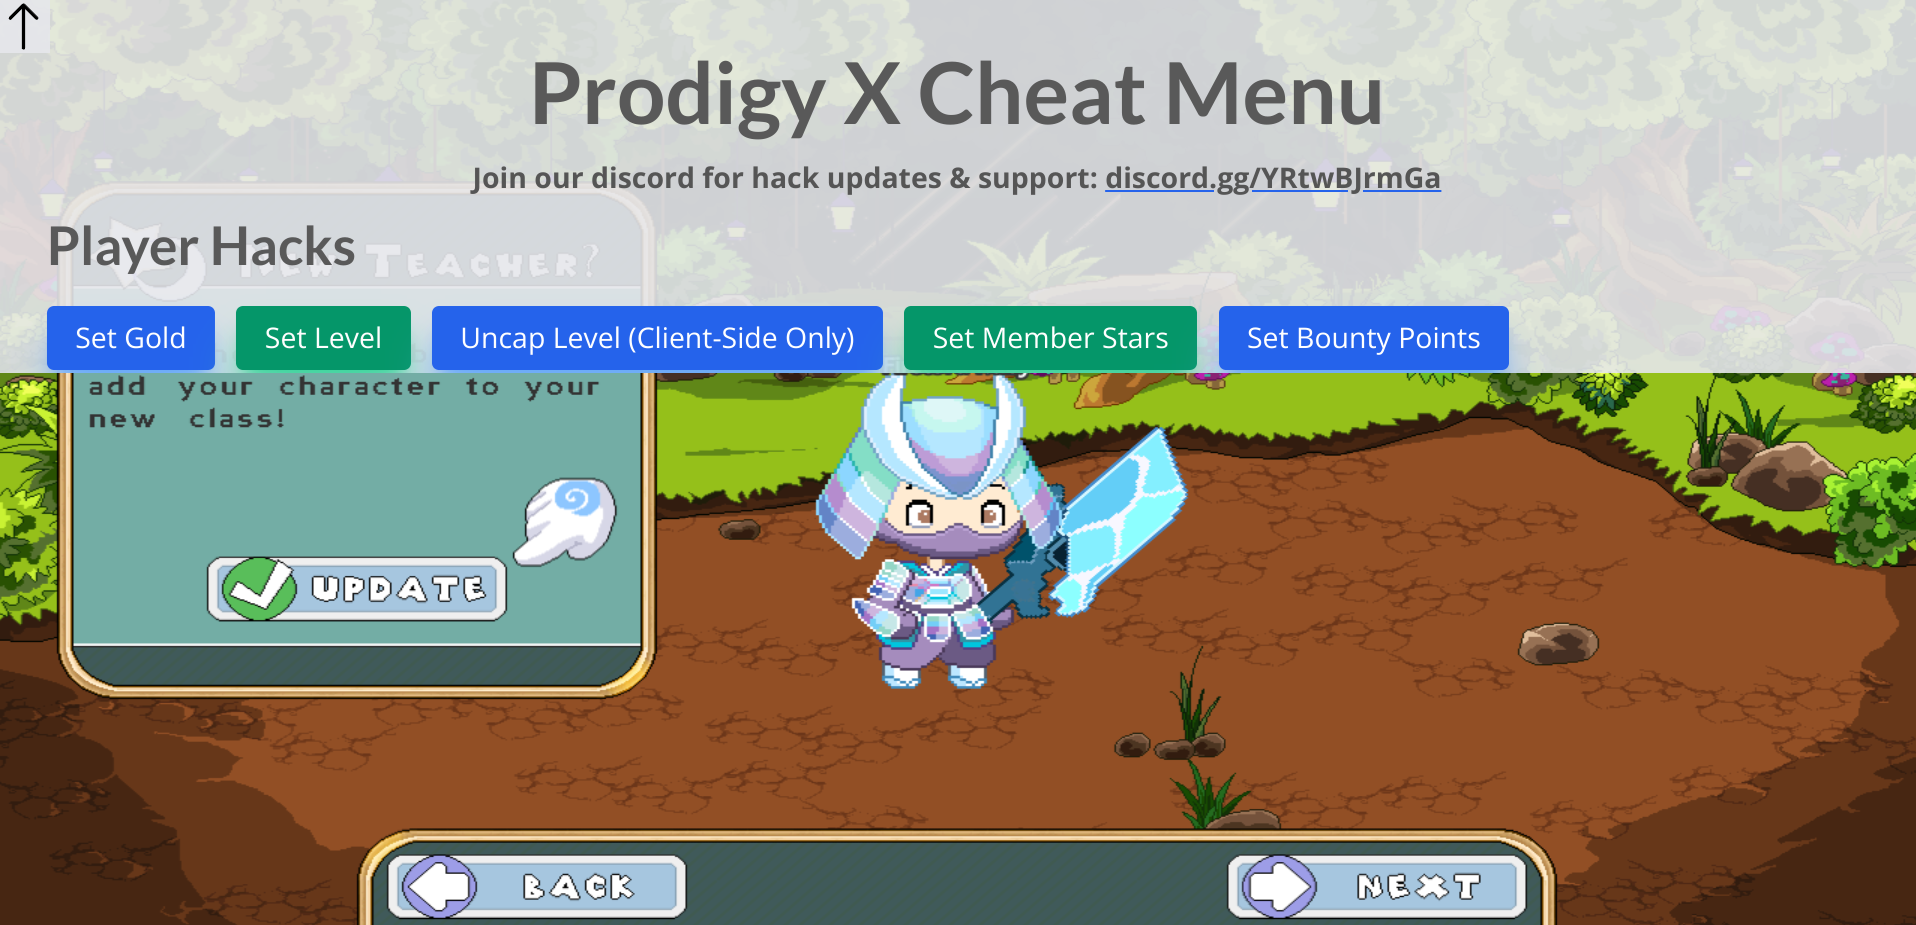 Prodigy X Cheat Menu
Join our discord for hack updates & support: discord.gg/YRtwBJrmGa
Player Hacks
New Teacher?
Set Gold
Set Level
Uncap Level (Client-Side Only)
Set Member Stars
Set Bounty Points
add your character to your
new class!
UPDATE
BACK
NEXT